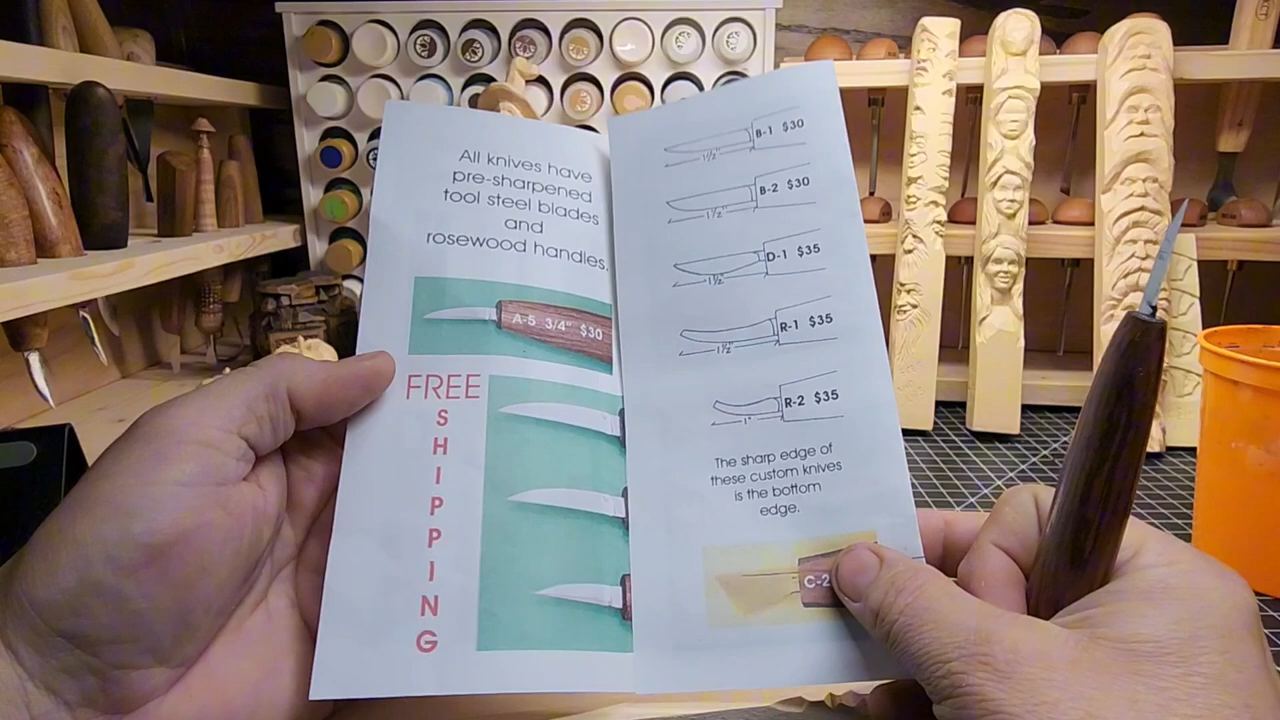 All knives have
pre-sharpened
tool steel blades
and
rosewood handles.
A-5 3/4" $30
FREE
S
H
I
P
P
I
N
G
B-1 $30
1½"
B-2 $30
1½"
D-1 $35
1½"
R-1 $35
1½"
R-2 $35
1"
The sharp edge of
these custom knives
is the bottom
edge.
C-2